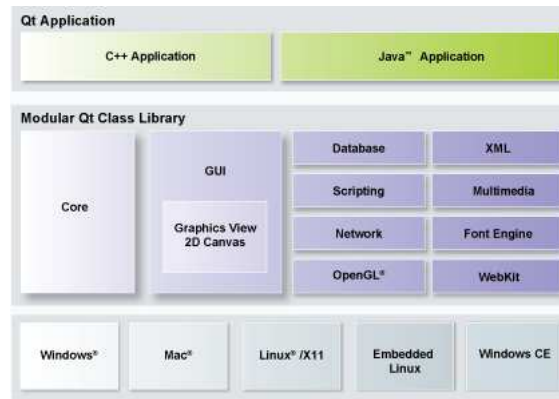 Qt Application
C++ Application
Java™ Application
Modular Qt Class Library
Core
GUI
Graphics View
2D Canvas
Database
XML
Scripting
Multimedia
Network
Font Engine
OpenGL®
WebKit
Windows®
Mac®
Linux® /X11
Embedded
Linux
Windows CE